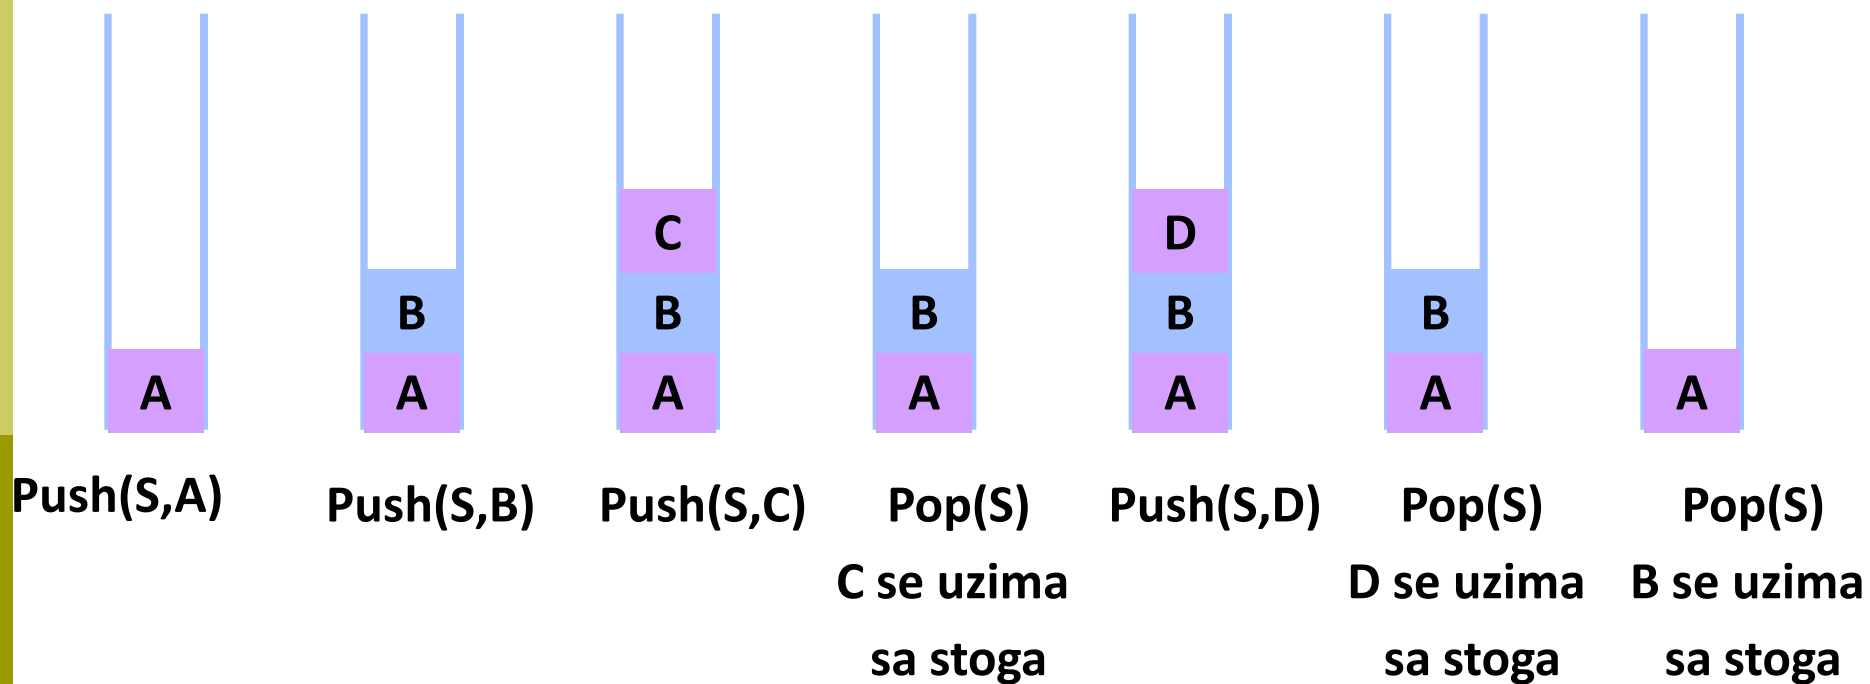 A
B
A
C
B
A
B
A
D
B
A
B
A
A
Push(S,A)
Push(S,B)
Push(S,C)
Pop(S)
C se uzima
sa stoga
Push(S,D)
Pop(S)
D se uzima
sa stoga
Pop(S)
B se uzima
sa stoga